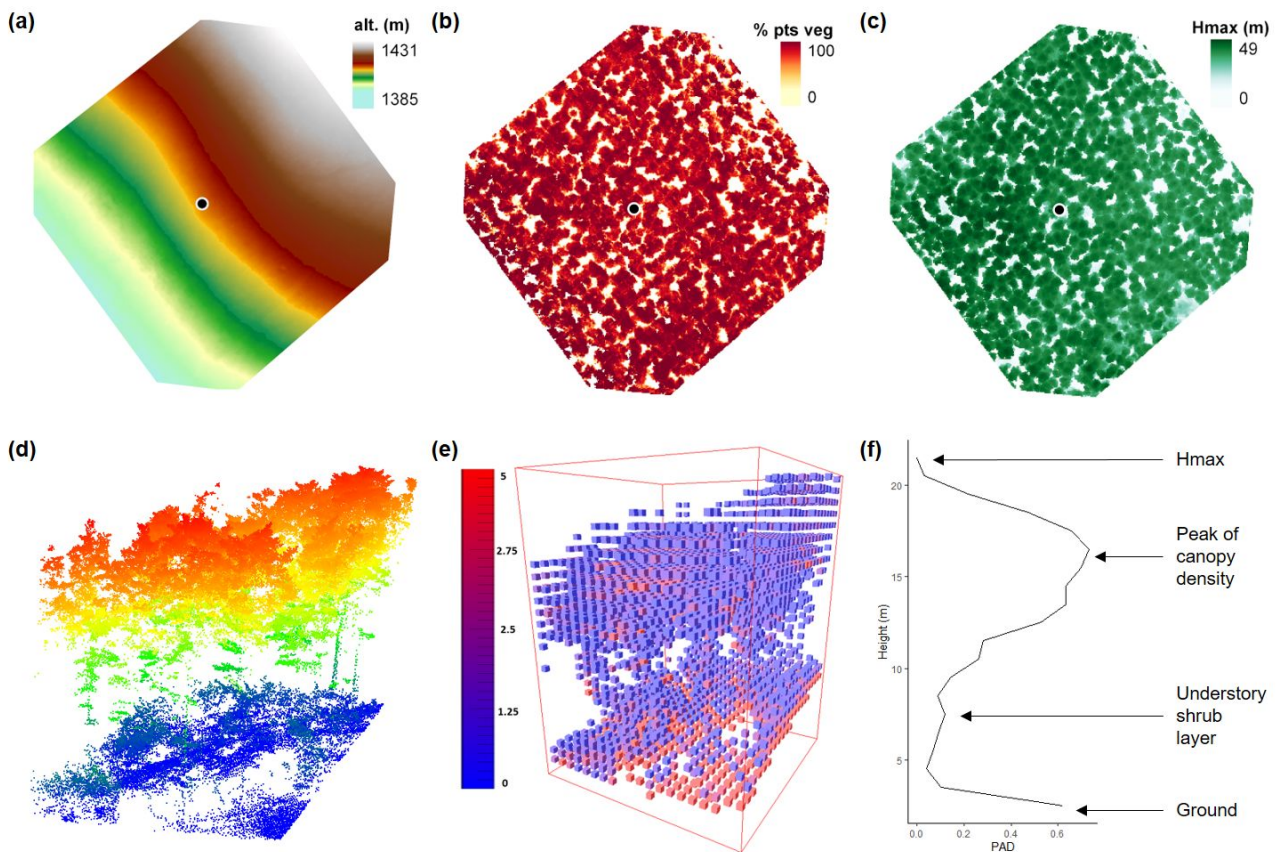 (a)
alt. (m)
1431
1385
(b)
% pts veg
100
0
(c)
Hmax (m)
49
0
(d)
(e)
5
2.75
2.5
1.25
0
(f)
Height (m)
20
15
10
5
0.0 0.2 0.4 0.6
PAD
Hmax
Peak of
canopy
density
Understory
shrub
layer
Ground